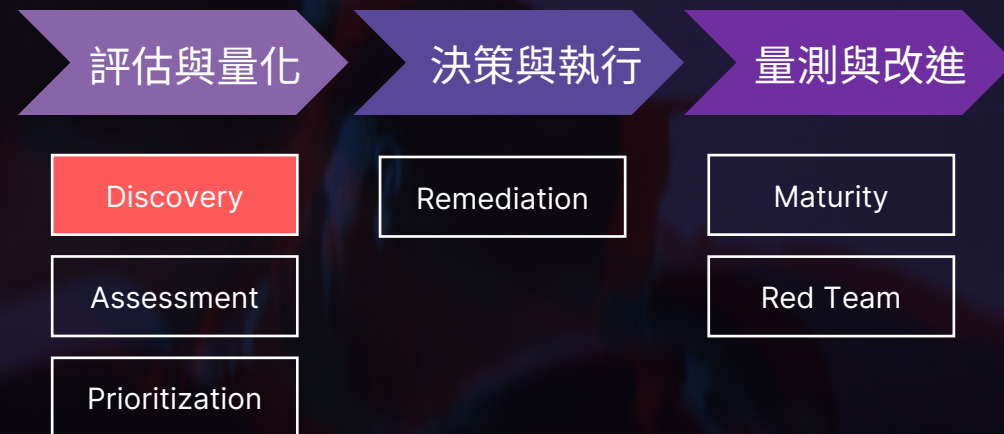 評估與量化
決策與執行
量測與改進
Discovery
Remediation
Maturity
Assessment
Red Team
Prioritization